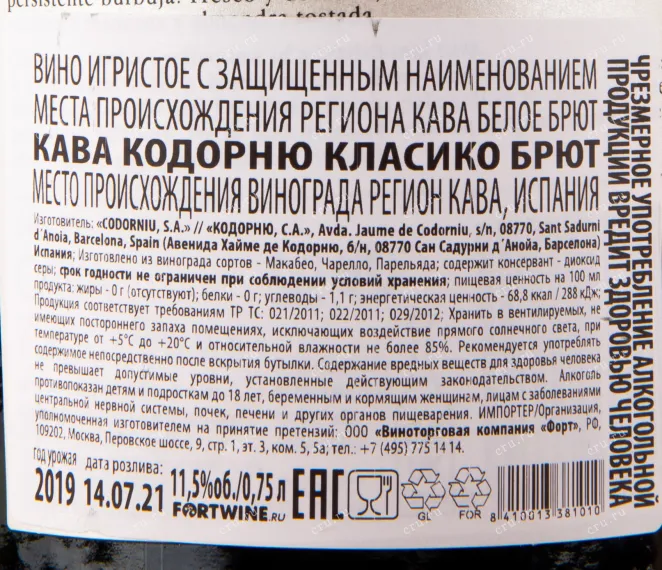 persistente burbuja. Fresco y
tostada
ВИНО ИГРИСТОЕ С ЗАЩИЩЕННЫМ НАИМЕНОВАНИЕМ
МЕСТА ПРОИСХОЖДЕНИЯ РЕГИОНА КАВА БЕЛОЕ БРЮТ
КАВА КОДОРНЮ КЛАСИКО БРЮТ
МЕСТО ПРОИСХОЖДЕНИЯ ВИНОГРАДА РЕГИОН КАВА, ИСПАНИЯ
Изготовитель: «CODORNIU, S.A.» // «КОДОРНЮ, С.А.», Avda. Jaume de Codorniu, s/n, 08770, Sant Sadurni
d´Anoia, Barcelona, Spain (Авенида Хайме де Кодорню, 6/н, 08770 Сан Садурни д´Анойа, Барселона)
Испания; Изготовлено из винограда сортов - Макабео, Чарелло, Парельяда; содержит консервант - диоксид
серы; срок годности не ограничен при соблюдении условий хранения; пищевая ценность на 100 мл
продукта: жиры - 0 г (отсутствуют); белки - 0 г; углеводы - 1,1 г; энергетическая ценность - 68,8 ккал / 288 кДж;
Продукция соответствует требованиям ТР ТС: 021/2011; 022/2011; 029/2012; Хранить в вентилируемых, не
имеющих постороннего запаха помещениях, исключающих воздействие прямого солнечного света, при
температуре от +5°С до +20°С и относительной влажности не более 85%. Рекомендуется употреблять
содержимое непосредственно после вскрытия бутылки. Содержание вредных веществ для здоровья человека
не превышает допустимые уровни, установленные действующим законодательством. Алкоголь
противопоказан детям и подросткам до 18 лет, беременным и кормящим женщинам, лицам с заболеваниями
центральной нервной системы, почек, печени и других органов пищеварения. ИМПОРТЕР/Организация,
уполномоченная изготовителем на принятие претензий: ООО «Виноторговая компания «Форт», РФ,
109202, Москва, Перовское шоссе, 9, стр. 1, эт. 3, ком. 5, 5а; тел.: +7 (495) 775 14 14.
год урожая дата розлива:
2019 14.07.21 11,5%об./0,75л
FORTWINE.RU
EAC
GL
FOR
8 410013 381010
ЧРЕЗМЕРНОЕ УПОТРЕБЛЕНИЕ АЛКОГОЛЬНОЙ
ПРОДУКЦИИ ВРЕДИТ ЗДОРОВЬЮ ЧЕЛОВЕКА